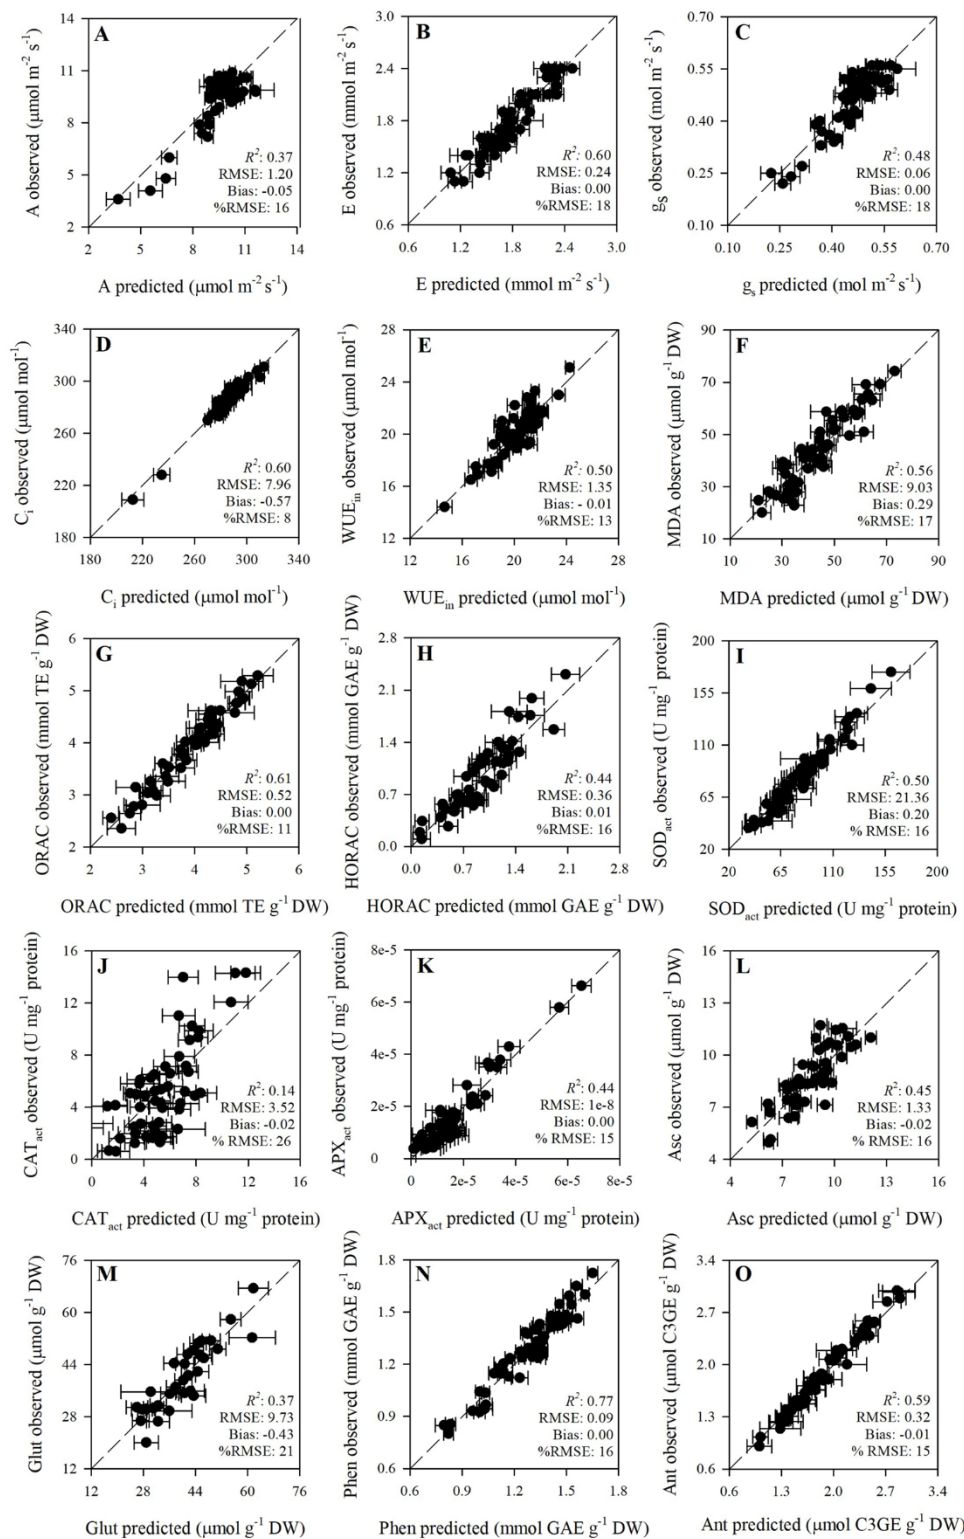 A
A observed (μmol m⁻² s⁻¹)
14
11
8
5
2
R²: 0.37
RMSE: 1.20
Bias: -0.05
%RMSE: 16
2 5 8 11 14
A predicted (μmol m⁻² s⁻¹)
B
E observed (mmol m⁻² s⁻¹)
3.0
2.4
1.8
1.2
0.6
R²: 0.60
RMSE: 0.24
Bias: 0.00
%RMSE: 18
0.6 1.2 1.8 2.4 3.0
E predicted (mmol m⁻² s⁻¹)
C
gs observed (mol m⁻² s⁻¹)
0.70
0.55
0.40
0.25
0.10
R²: 0.48
RMSE: 0.06
Bias: 0.00
%RMSE: 18
0.10 0.25 0.40 0.55 0.70
gs predicted (mol m⁻² s⁻¹)
D
Ci observed (μmol mol⁻¹)
340
300
260
220
180
R²: 0.60
RMSE: 7.96
Bias: -0.57
%RMSE: 8
180 220 260 300 340
Ci predicted (μmol mol⁻¹)
E
WUEin observed (μmol mol⁻¹)
28
24
20
16
12
R²: 0.50
RMSE: 1.35
Bias: - 0.01
%RMSE: 13
12 16 20 24 28
WUEin predicted (μmol mol⁻¹)
F
MDA observed (μmol g⁻¹ DW)
90
70
50
30
10
R²: 0.56
RMSE: 9.03
Bias: 0.29
%RMSE: 17
10 30 50 70 90
MDA predicted (μmol g⁻¹ DW)
G
ORAC observed (mmol TE g⁻¹ DW)
6
5
4
3
2
R²: 0.61
RMSE: 0.52
Bias: 0.00
%RMSE: 11
2 3 4 5 6
ORAC predicted (mmol TE g⁻¹ DW)
H
HORAC observed (mmol GAE g⁻¹ DW)
2.8
2.1
1.4
0.7
0.0
R²: 0.44
RMSE: 0.36
Bias: 0.01
%RMSE: 16
0.0 0.7 1.4 2.1 2.8
HORAC predicted (mmol GAE g⁻¹ DW)
I
SODact observed (U mg⁻¹ protein)
200
155
110
65
20
R²: 0.50
RMSE: 21.36
Bias: 0.20
% RMSE: 16
20 65 110 155 200
SODact predicted (U mg⁻¹ protein)
J
CATact observed (U mg⁻¹ protein)
16
12
8
4
0
R²: 0.14
RMSE: 3.52
Bias: -0.02
% RMSE: 26
0 4 8 12 16
CATact predicted (U mg⁻¹ protein)
K
APXact observed (U mg⁻¹ protein)
8e-5
6e-5
4e-5
2e-5
0
R²: 0.44
RMSE: 1e-8
Bias: 0.00
% RMSE: 15
0 2e-5 4e-5 6e-5 8e-5
APXact predicted (U mg⁻¹ protein)
L
Asc observed (μmol g⁻¹ DW)
16
13
10
7
4
R²: 0.45
RMSE: 1.33
Bias: -0.02
% RMSE: 16
4 7 10 13 16
Asc predicted (μmol g⁻¹ DW)
M
Glut observed (μmol g⁻¹ DW)
76
60
44
28
12
R²: 0.37
RMSE: 9.73
Bias: -0.43
%RMSE: 21
12 28 44 60 76
Glut predicted (μmol g⁻¹ DW)
N
Phen observed (mmol GAE g⁻¹ DW)
1.8
1.5
1.2
0.9
0.6
R²: 0.77
RMSE: 0.09
Bias: 0.00
%RMSE: 16
0.6 0.9 1.2 1.5 1.8
Phen predicted (mmol GAE g⁻¹ DW)
O
Ant observed (μmol C3GE g⁻¹ DW)
3.4
2.7
2.0
1.3
0.6
R²: 0.59
RMSE: 0.32
Bias: -0.01
%RMSE: 15
0.6 1.3 2.0 2.7 3.4
Ant predicted (μmol C3GE g⁻¹ DW)